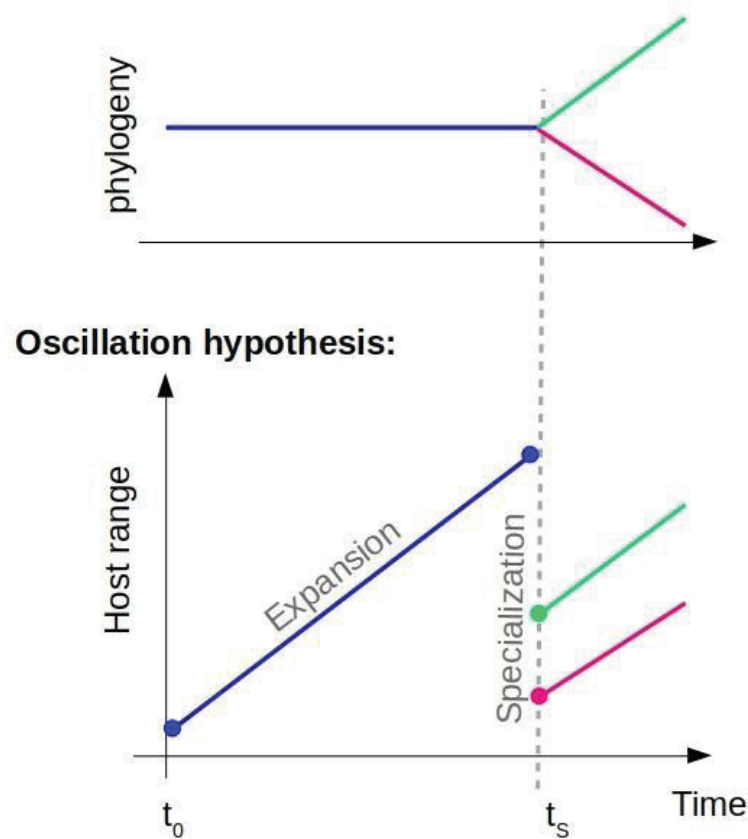 phylogeny
Oscillation hypothesis:
Host range
Expansion
Specialization
t0
ts
Time